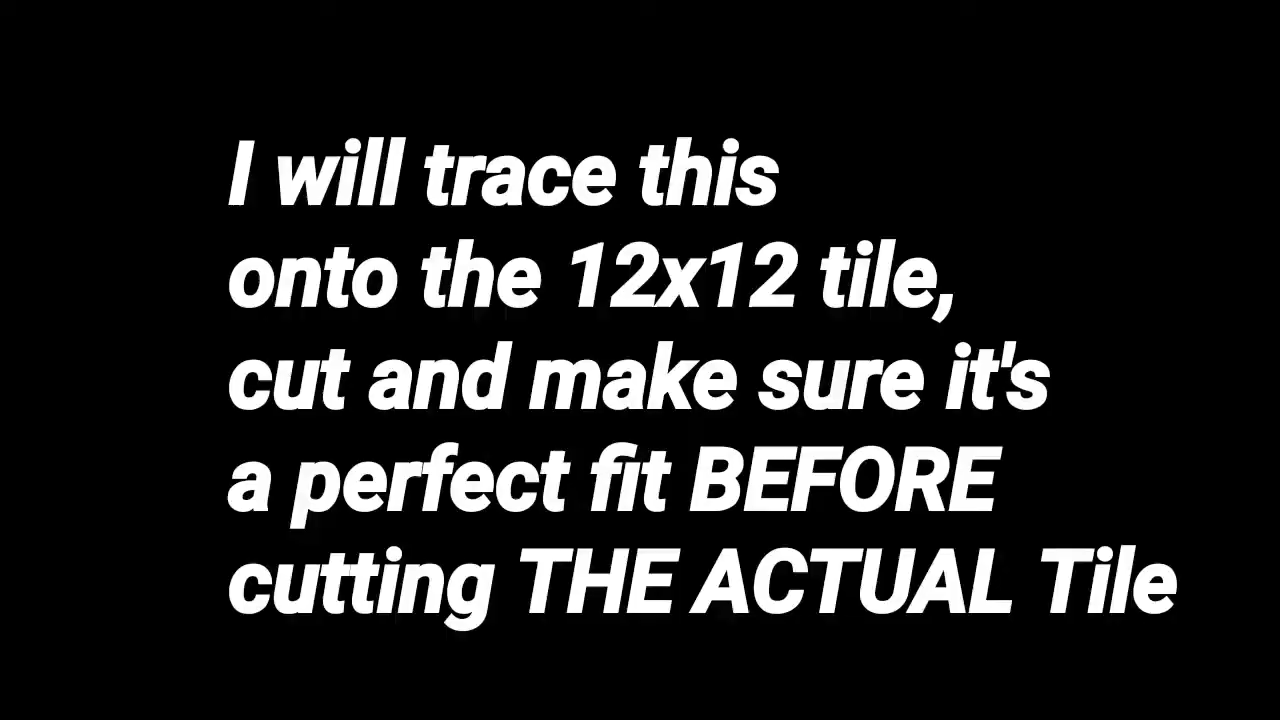 I will trace this
onto the 12x12 tile,
cut and make sure it's
a perfect fit BEFORE
cutting THE ACTUAL Tile